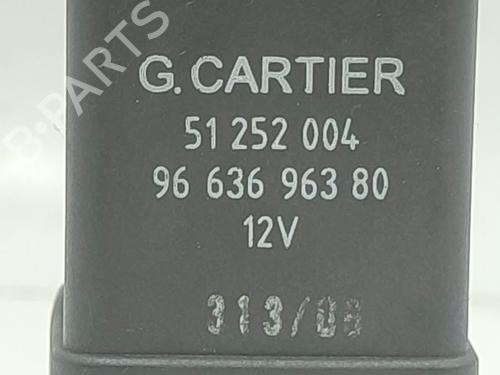 G. CARTIER
51 252 004
96 636 963 80
12V
313/08
B-PARTS